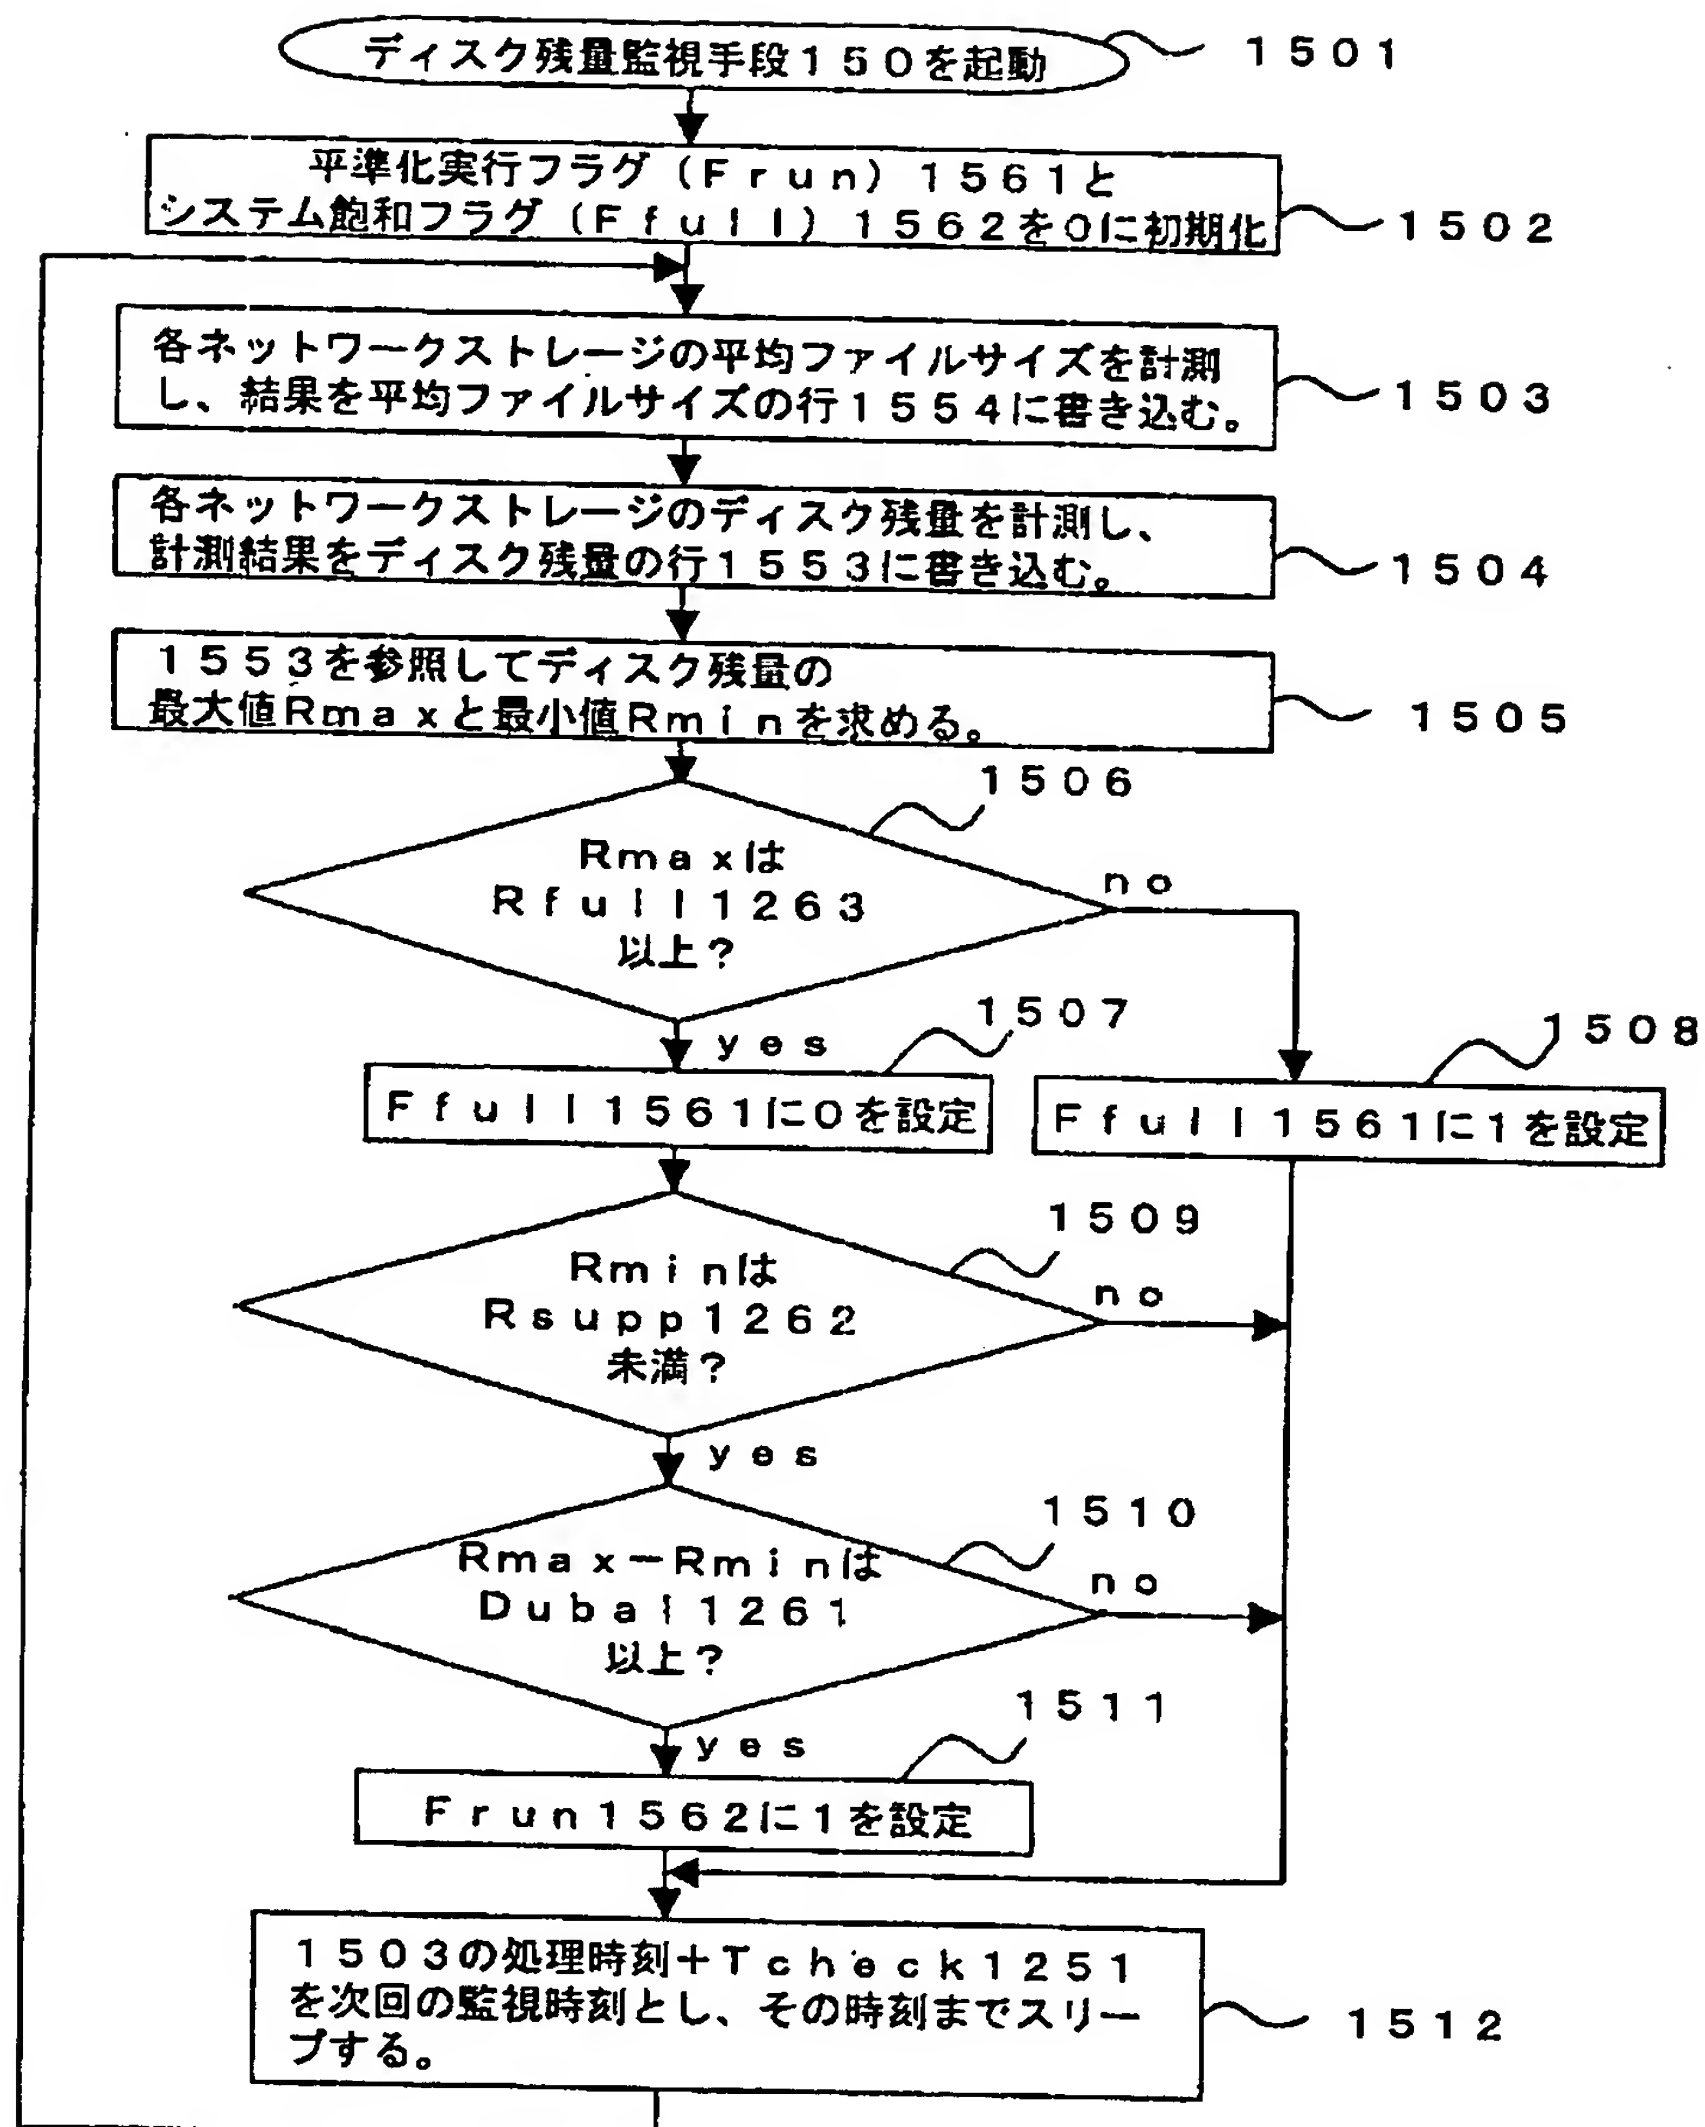 ディスク残量監視手段150を起動
1501
平準化実行フラグ(Frun)1561と
システム飽和フラグ(Ffull)1562を0に初期化
1502
各ネットワークストレージの平均ファイルサイズを計測
し、結果を平均ファイルサイズの行1554に書き込む。
1503
各ネットワークストレージのディスク残量を計測し、
計測結果をディスク残量の行1553に書き込む。
1504
1553を参照してディスク残量の
最大値Rmaxと最小値Rminを求める。
1505
1506
Rmaxは
Rfull1263
以上?
no
yes
1507
Ffull1561に0を設定
1508
Ffull1561に1を設定
1509
Rminは
Rsupp1262
未満?
no
yes
1510
Rmax-Rminは
Dubal1261
以上?
no
yes
1511
Frun1562に1を設定
1503の処理時刻+Tcheck1251
を次回の監視時刻とし、その時刻までスリー
プする。
1512